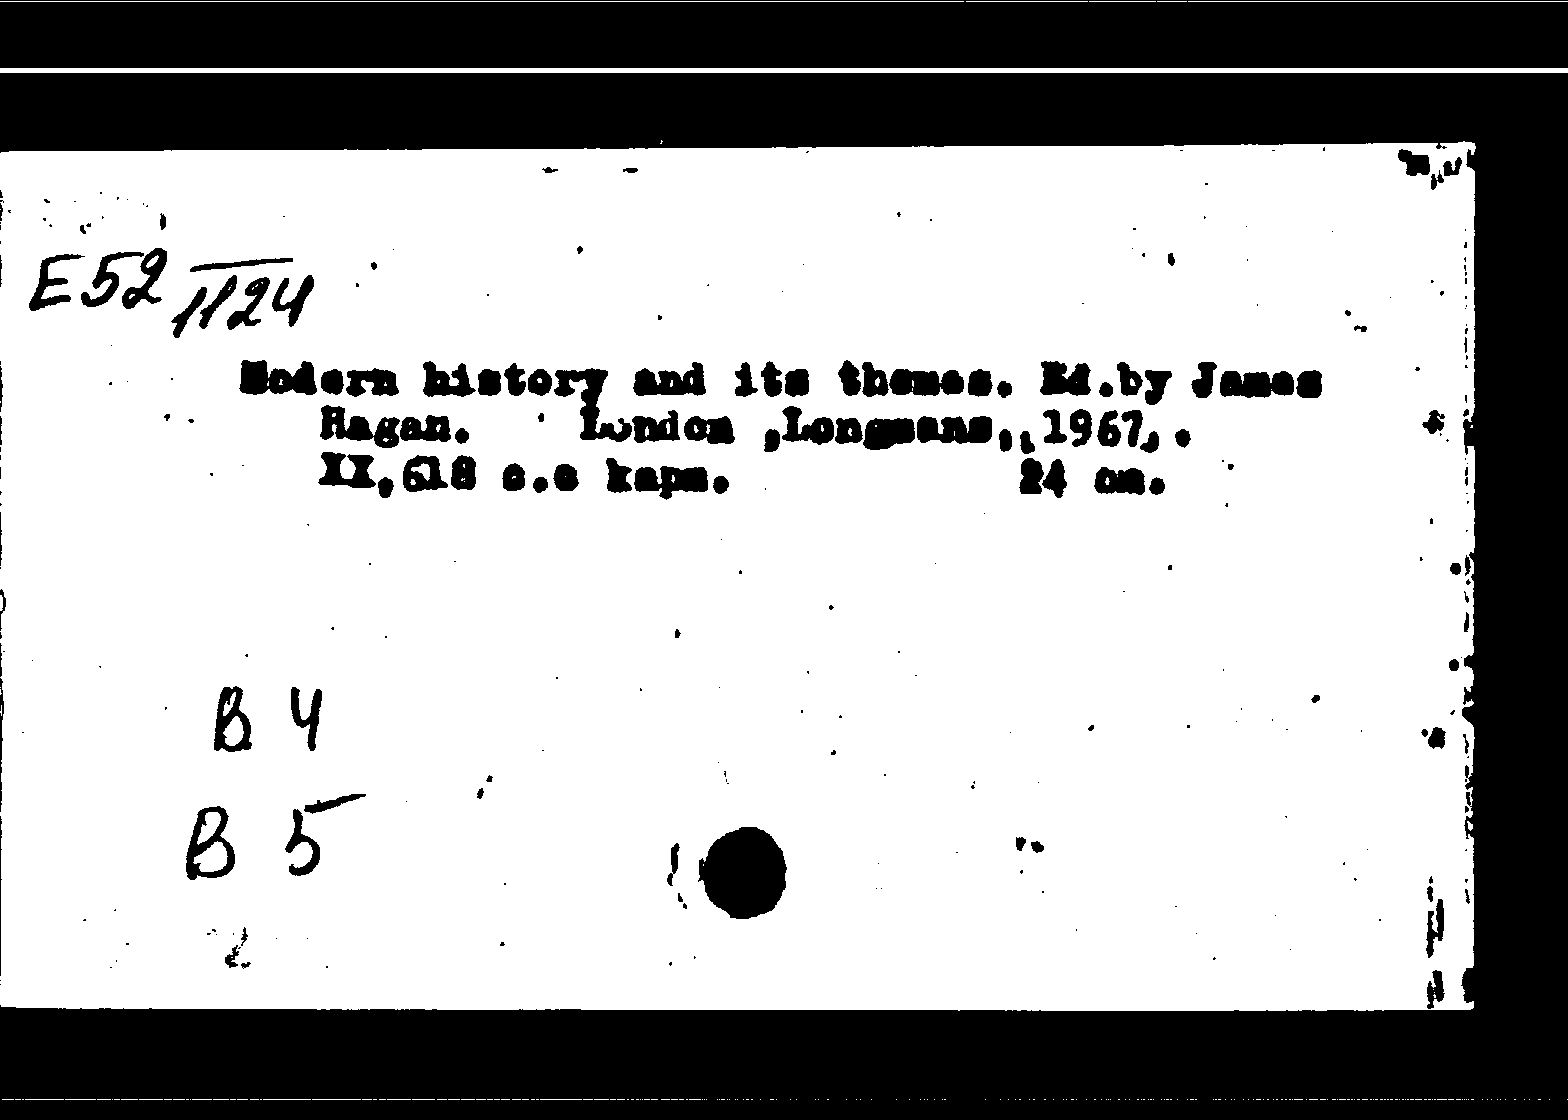 E52 1124
Modern history and its themes. Ed.by James
Hagan. London ,Longmans,,1967,.
XX,618 с.с карт. 24 см.
В 4
В 5